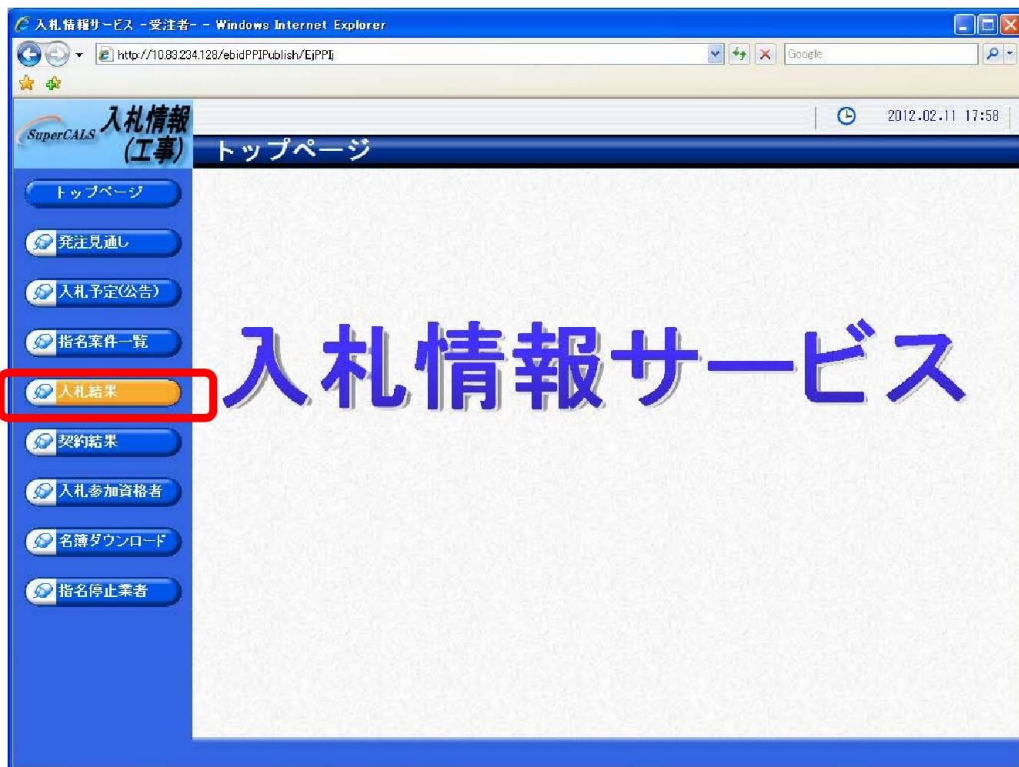 入札情報サービス -受注者- - Windows Internet Explorer
http://10.83.234.128/ebidPPIPublish/EjPPIj
Google
SuperCALS 入札情報
(工事)
2012.02.11 17:58
トップページ
トップページ
発注見通し
入札予定(公告)
指名案件一覧
入札結果
契約結果
入札参加資格者
名簿ダウンロード
指名停止業者
入札情報サービス